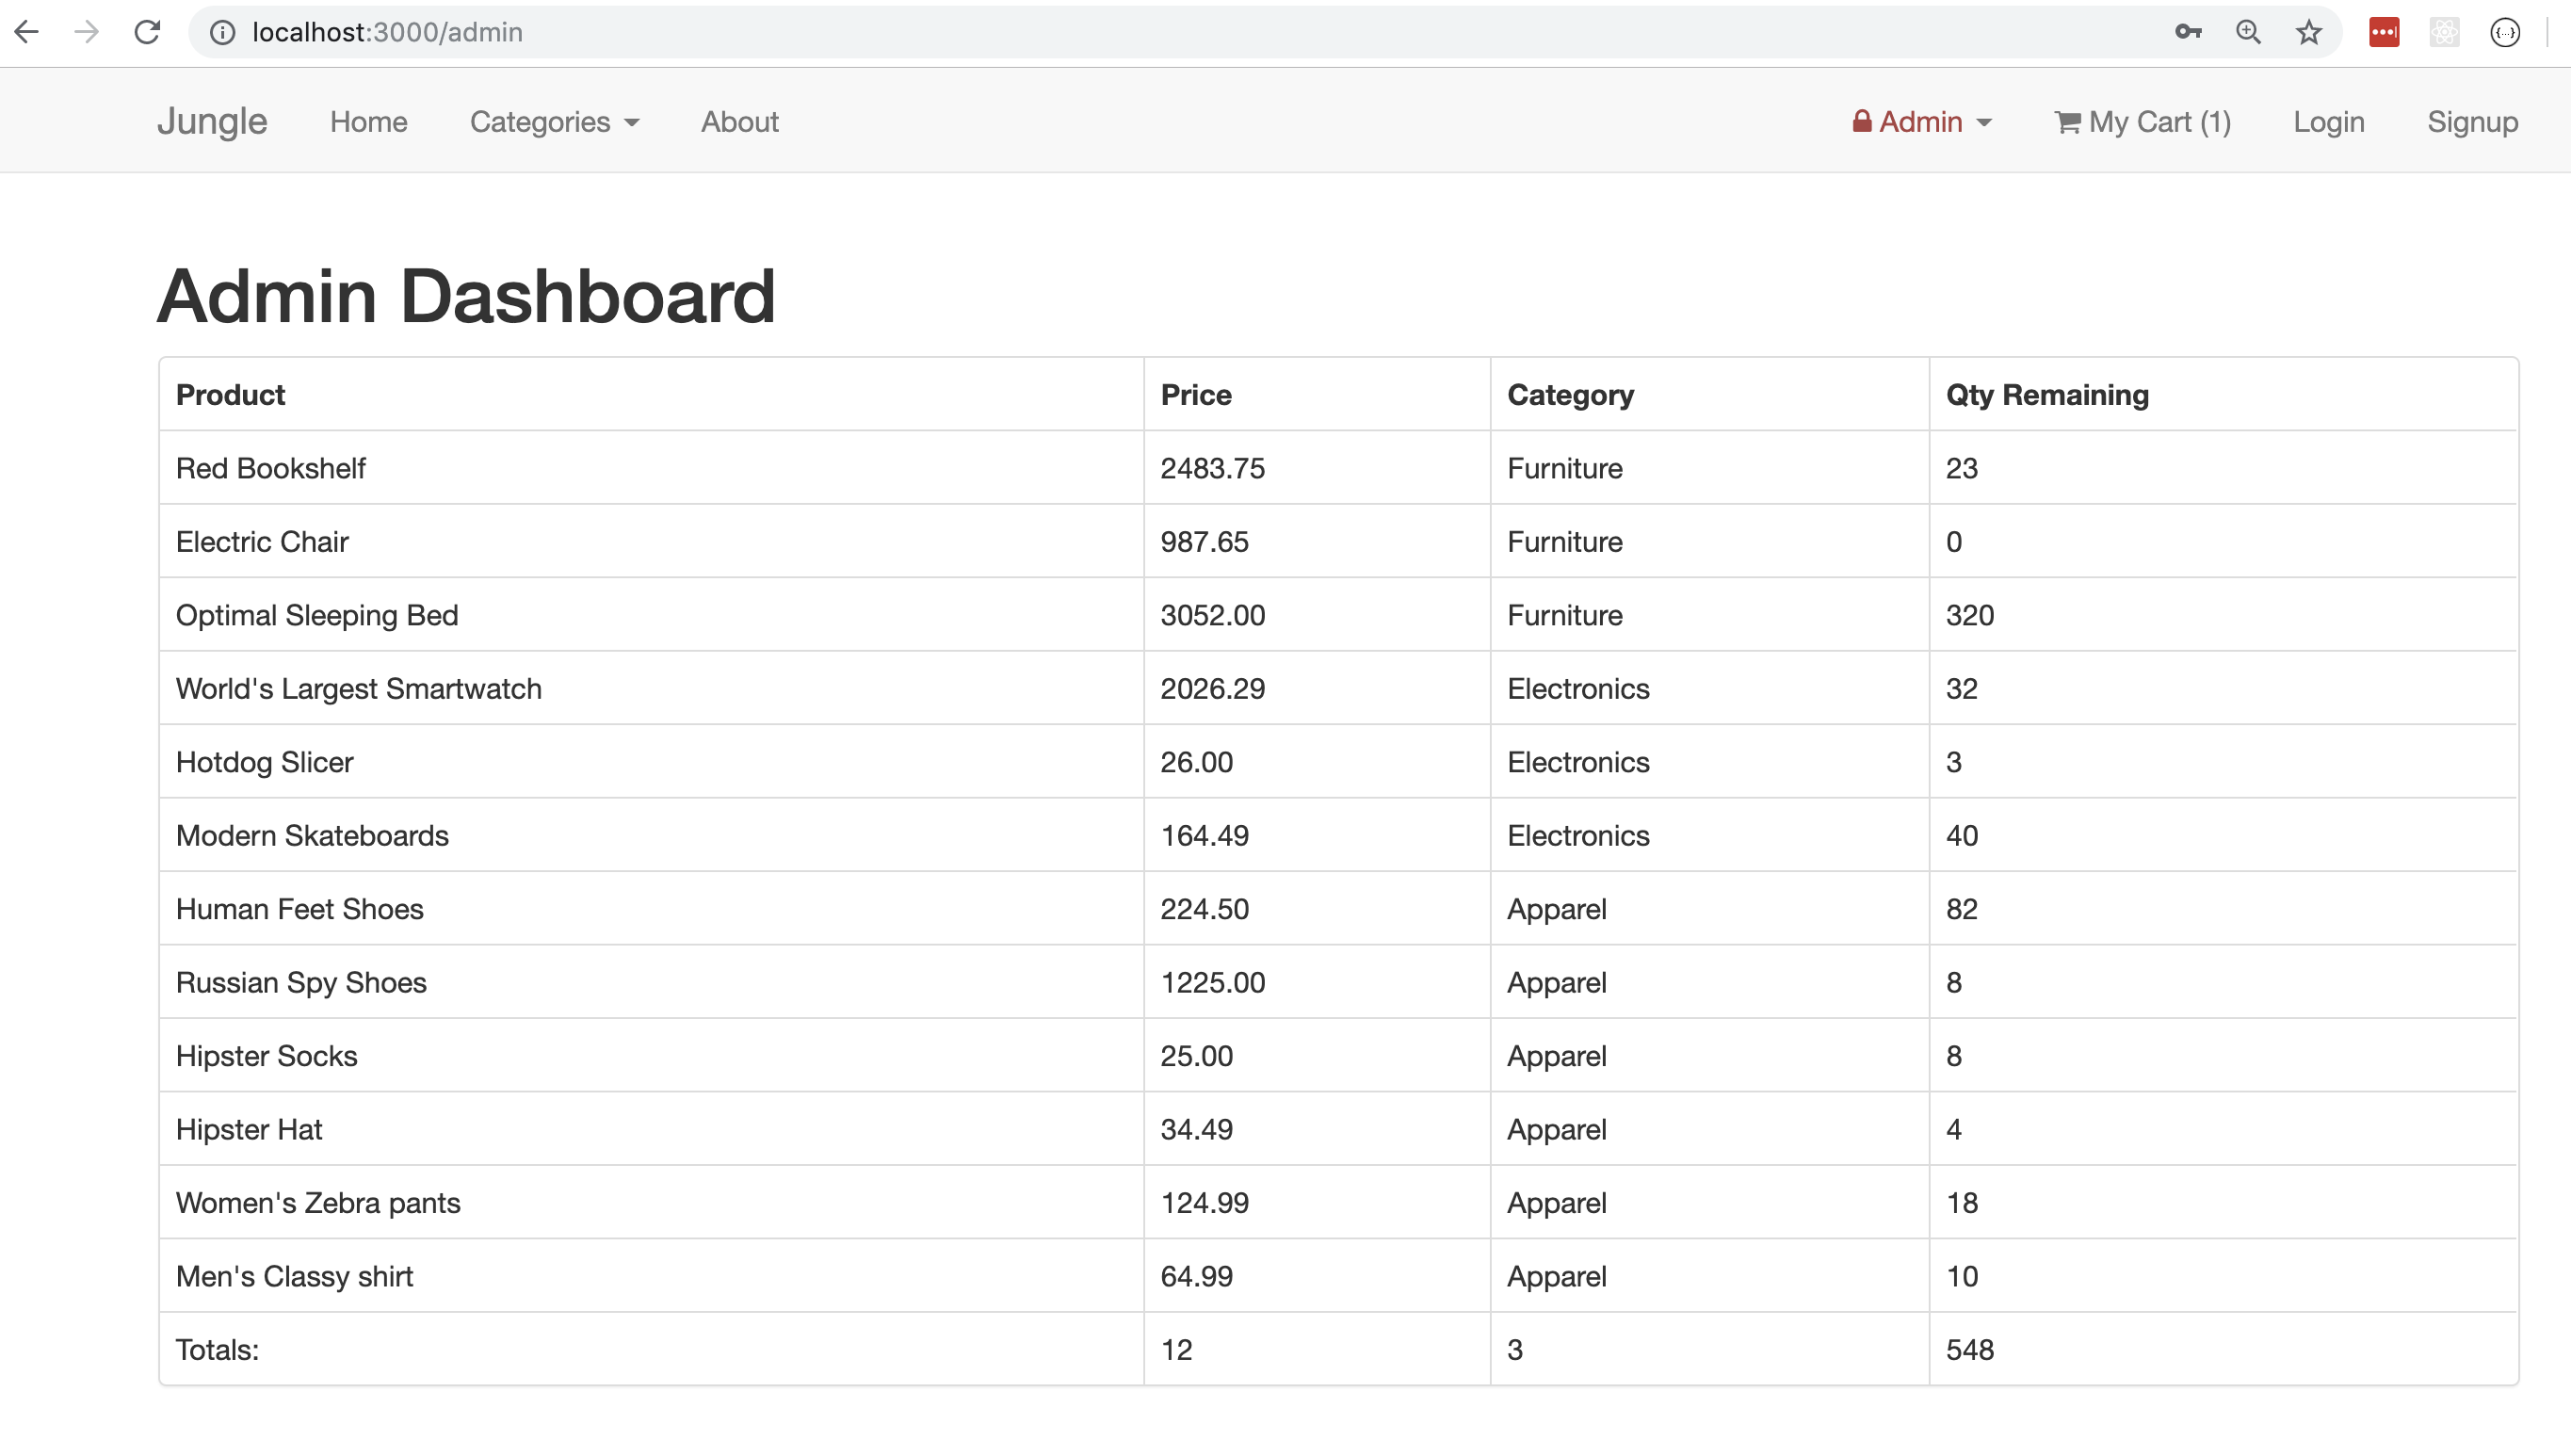 localhost:3000/admin
Jungle Home Categories About Admin My Cart (1) Login Signup
Admin Dashboard
Product Price Category Qty Remaining
Red Bookshelf 2483.75 Furniture 23
Electric Chair 987.65 Furniture 0
Optimal Sleeping Bed 3052.00 Furniture 320
World's Largest Smartwatch 2026.29 Electronics 32
Hotdog Slicer 26.00 Electronics 3
Modern Skateboards 164.49 Electronics 40
Human Feet Shoes 224.50 Apparel 82
Russian Spy Shoes 1225.00 Apparel 8
Hipster Socks 25.00 Apparel 8
Hipster Hat 34.49 Apparel 4
Women's Zebra pants 124.99 Apparel 18
Men's Classy shirt 64.99 Apparel 10
Totals: 12 3 548